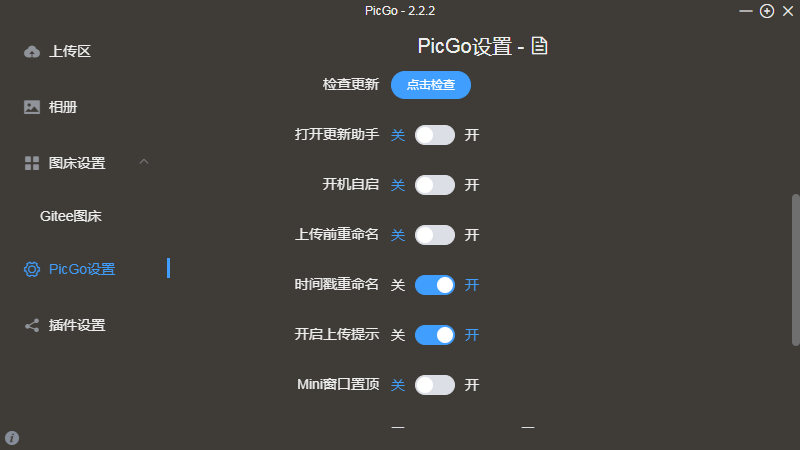 PicGo - 2.2.2
上传区
相册
图床设置
Gitee图床
PicGo设置
插件设置
PicGo设置 -
检查更新 点击检查
打开更新助手 关 开
开机自启 关 开
上传前重命名 关 开
时间戳重命名 关 开
开启上传提示 关 开
Mini窗口置顶 关 开